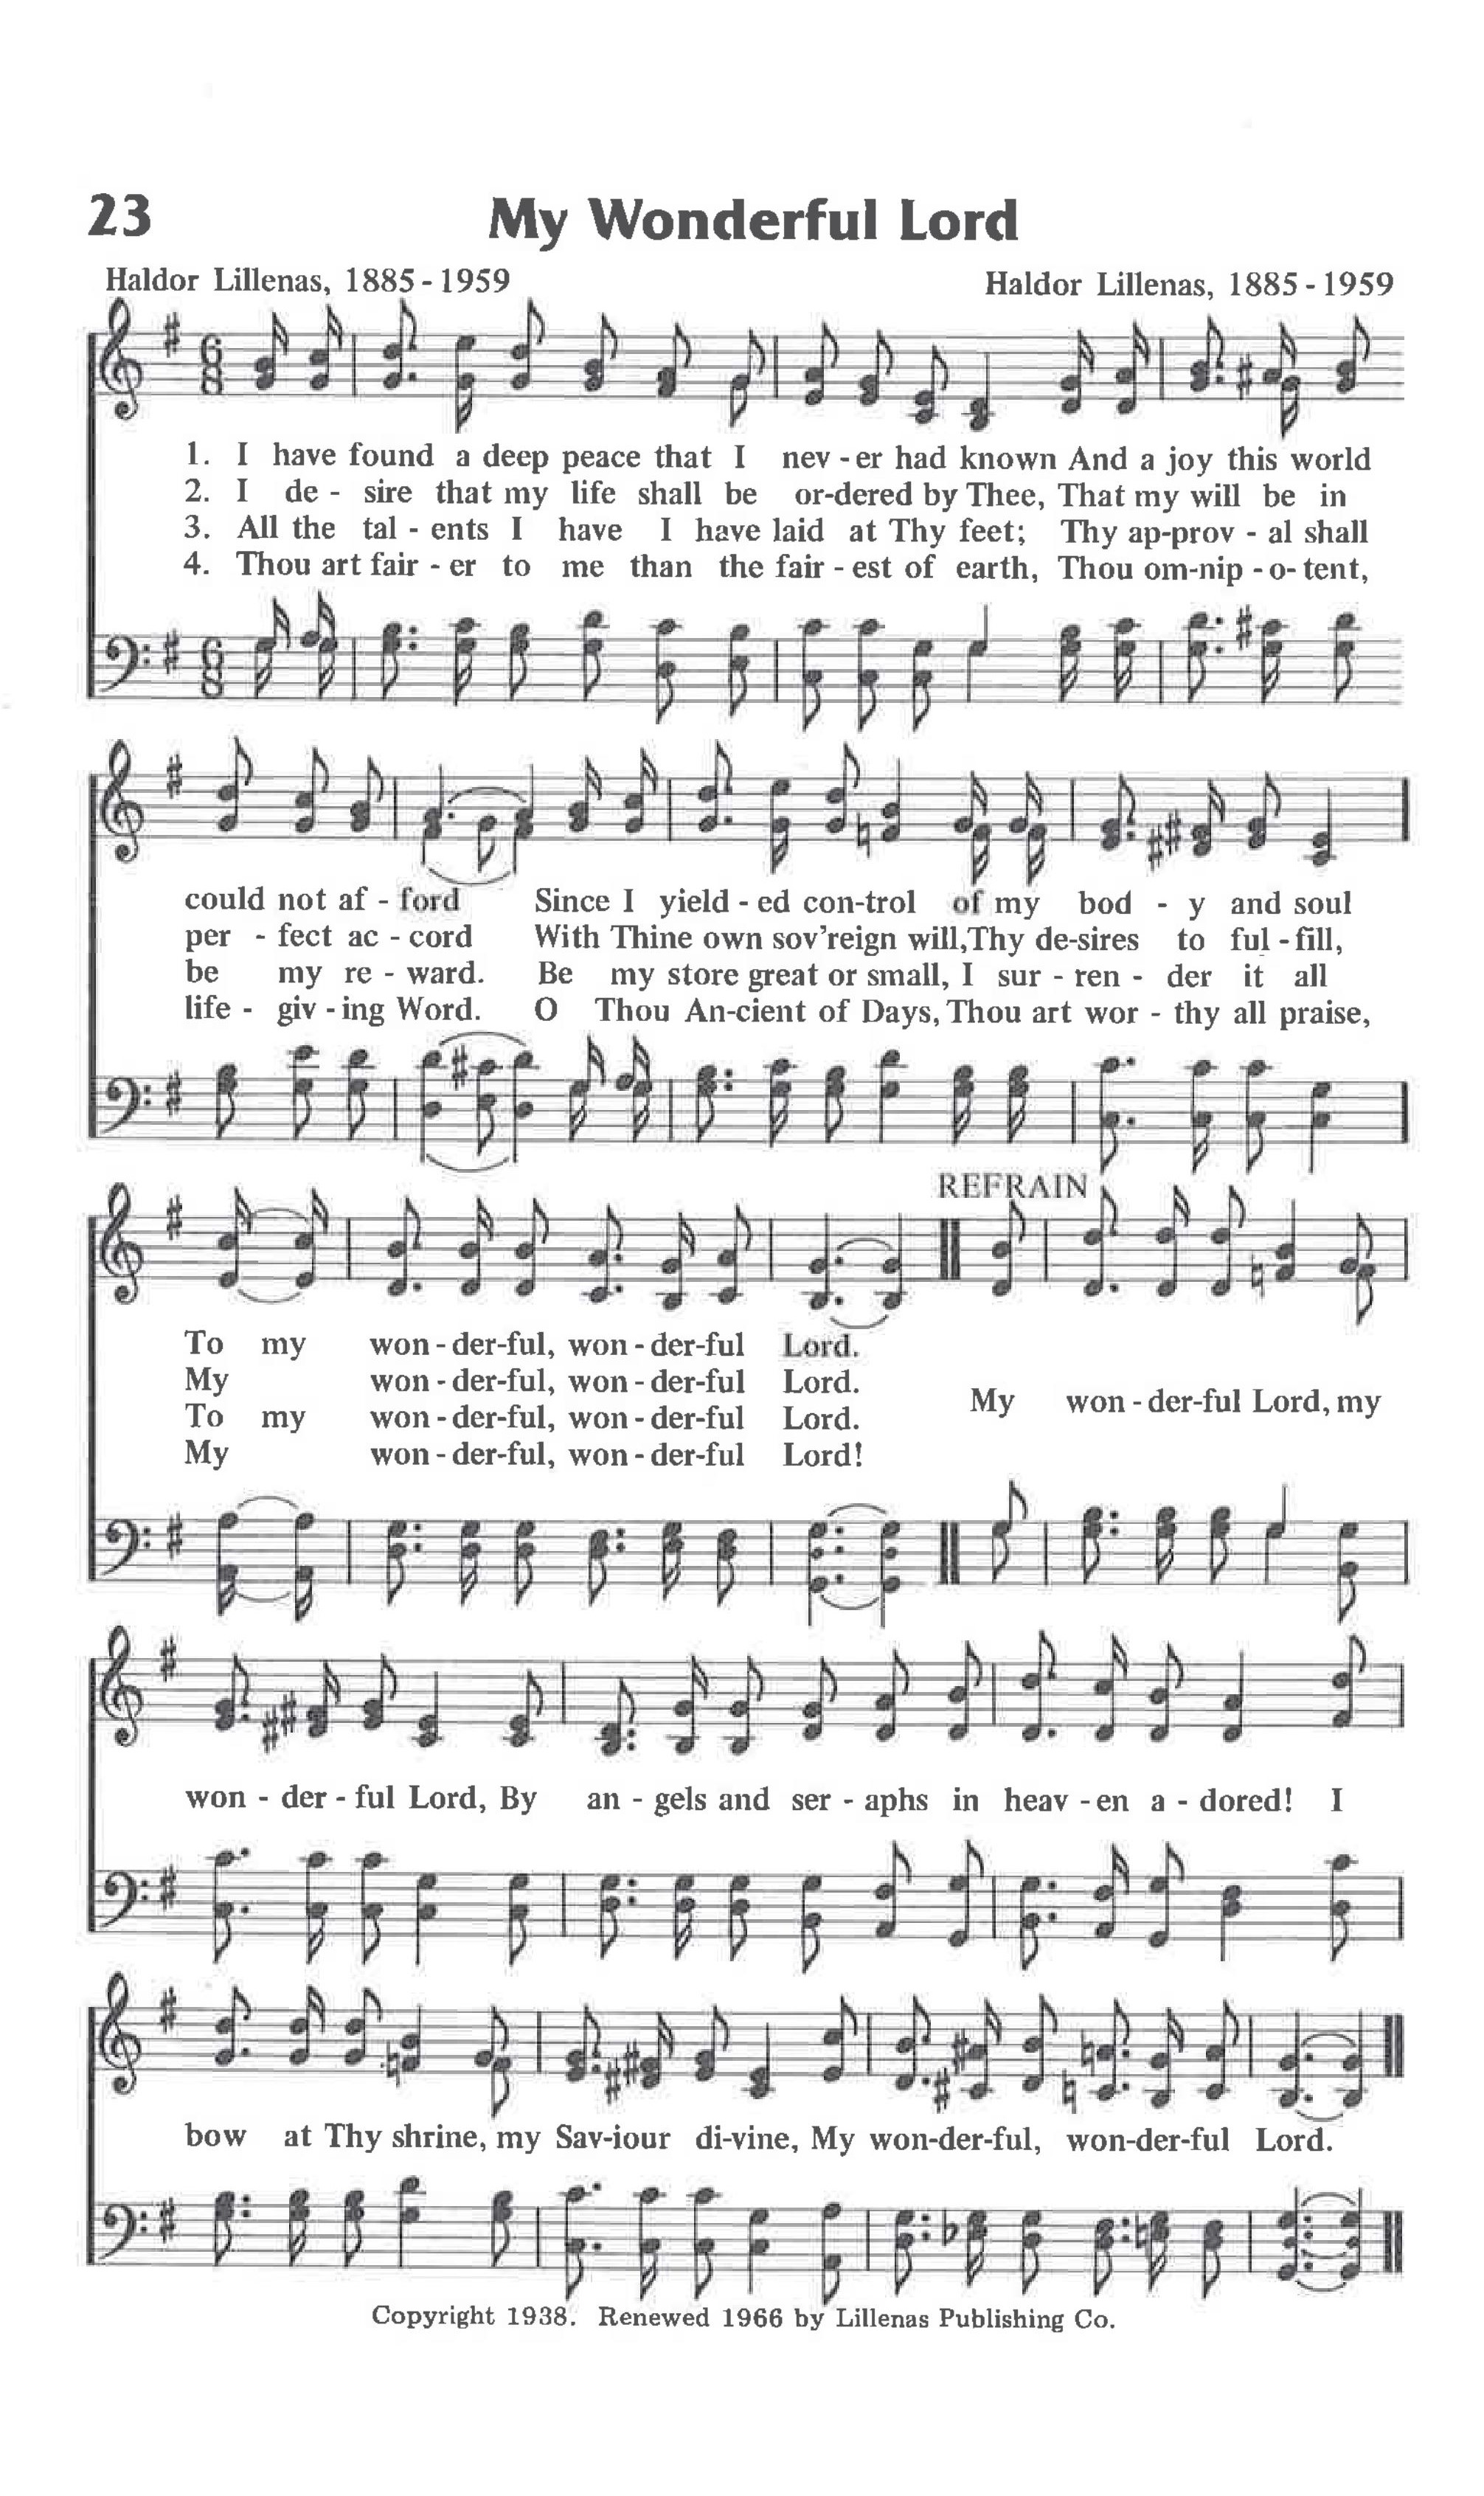 23 My Wonderful Lord
Haldor Lillenas, 1885-1959 Haldor Lillenas, 1885-1959
1. I have found a deep peace that I nev - er had known And a joy this world
2. I de - sire that my life shall be or-dered by Thee, That my will be in
3. All the tal - ents I have I have laid at Thy feet; Thy ap-prov - al shall
4. Thou art fair - er to me than the fair - est of earth, Thou om-nip - o- tent,
could not af - ford Since I yield - ed con-trol of my bod - y and soul
per - fect ac - cord With Thine own sov'reign will,Thy de-sires to ful - fill,
be my re - ward. Be my store great or small, I sur - ren - der it all
life - giv - ing Word. O Thou An-cient of Days, Thou art wor - thy all praise,
REFRAIN
To my won - der-ful, won - der-ful Lord.
My won - der-ful, won - der-ful Lord.
To my won - der-ful, won - der-ful Lord.
My won - der-ful, won - der-ful Lord!
My won - der-ful Lord, my
won - der - ful Lord, By an - gels and ser - aphs in heav - en a - dored! I
bow at Thy shrine, my Sav-iour di-vine, My won-der-ful, won-der-ful Lord.
Copyright 1938. Renewed 1966 by Lillenas Publishing Co.